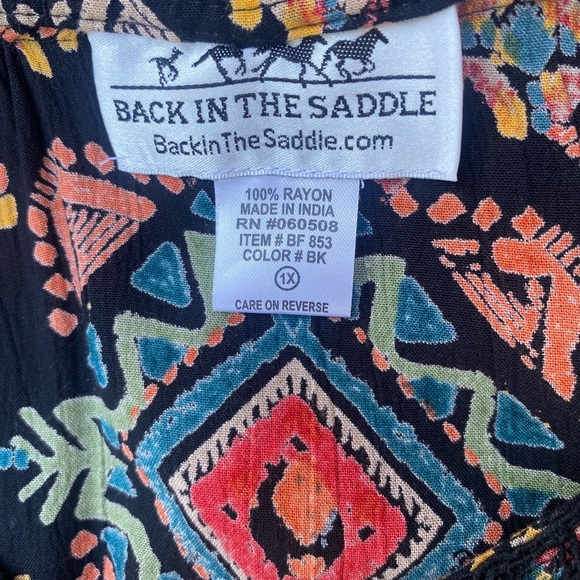 BACK IN THE SADDLE
BackInTheSaddle.com
100% RAYON
MADE IN INDIA
RN #060508
ITEM # BF 853
COLOR # BK
1X
CARE ON REVERSE